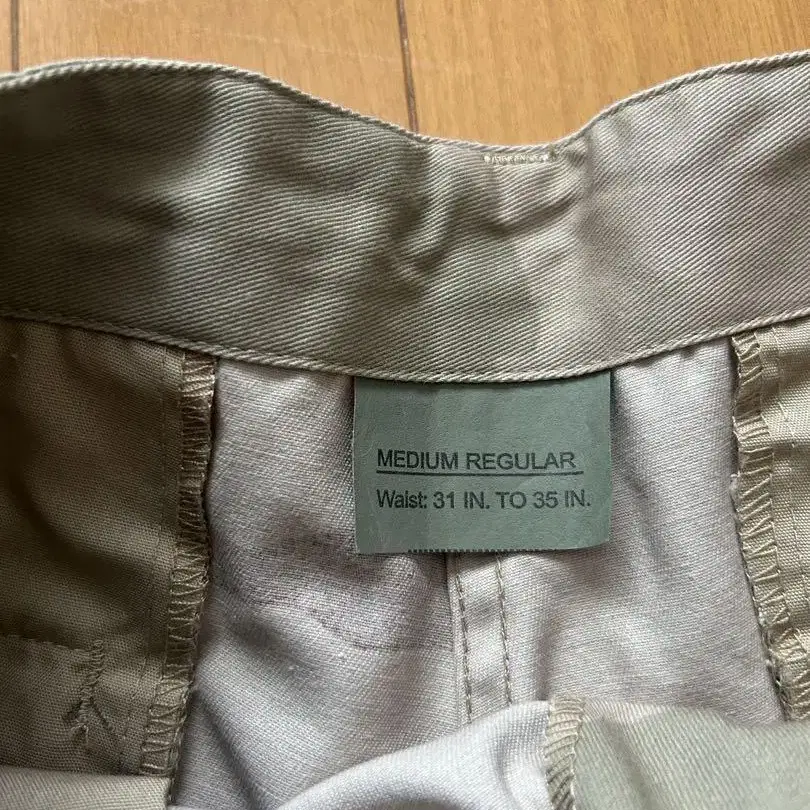 MEDIUM REGULAR
Waist: 31 IN. TO 35 IN.